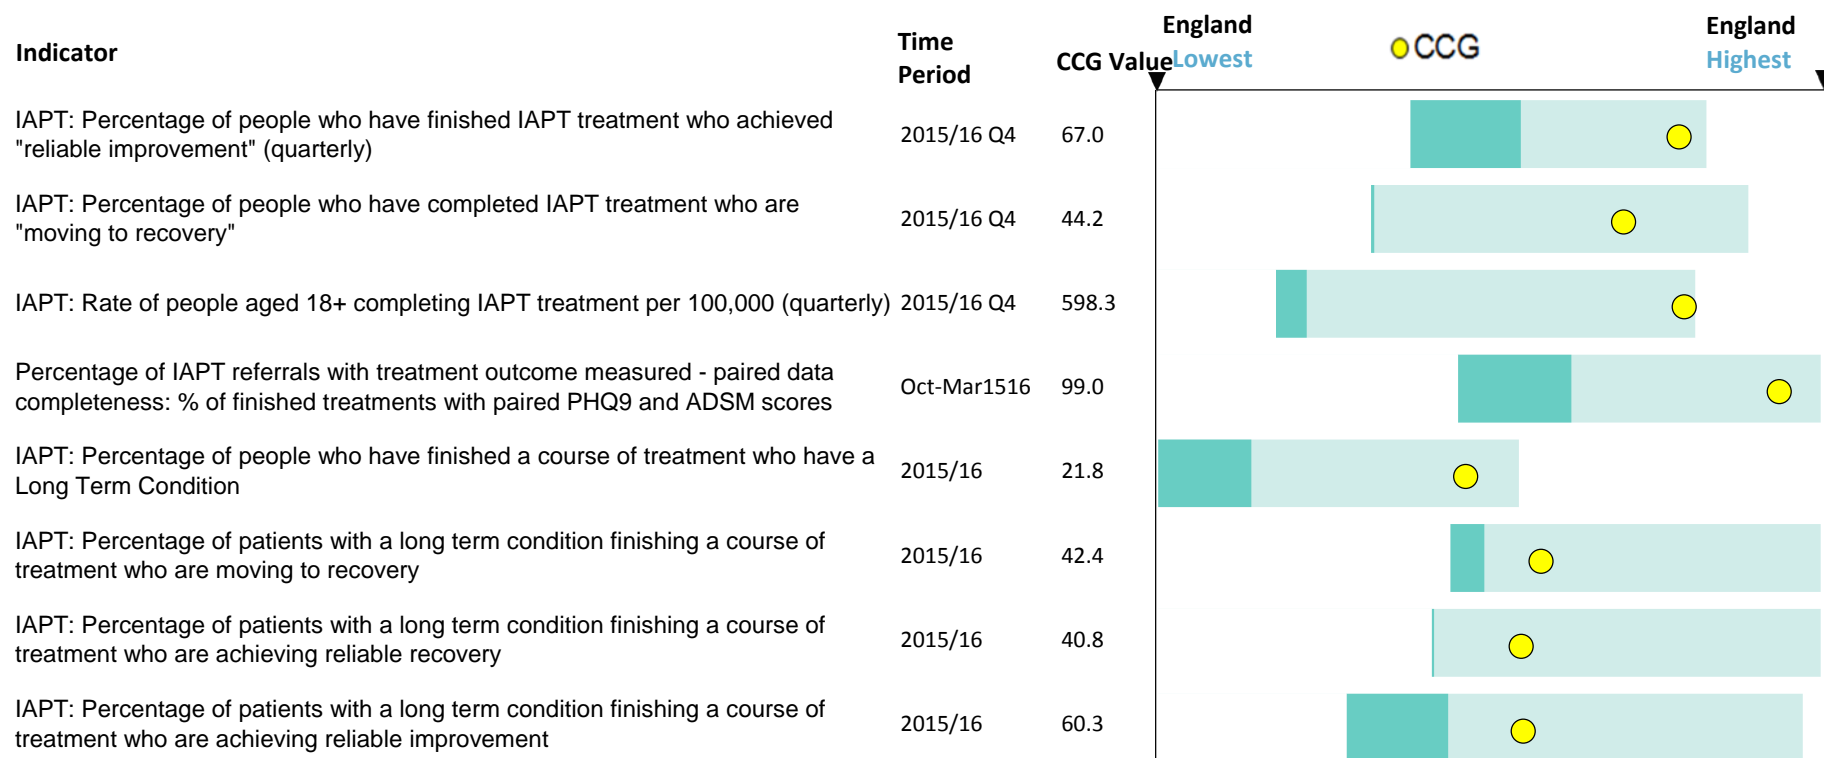 Indicator
Time
Period
CCG Value
England
Lowest
CCG
England
Highest
IAPT: Percentage of people who have finished IAPT treatment who achieved
"reliable improvement" (quarterly)
2015/16 Q4
67.0
IAPT: Percentage of people who have completed IAPT treatment who are
"moving to recovery"
2015/16 Q4
44.2
IAPT: Rate of people aged 18+ completing IAPT treatment per 100,000 (quarterly)
2015/16 Q4
598.3
Percentage of IAPT referrals with treatment outcome measured - paired data
completeness: % of finished treatments with paired PHQ9 and ADSM scores
Oct-Mar1516
99.0
IAPT: Percentage of people who have finished a course of treatment who have a
Long Term Condition
2015/16
21.8
IAPT: Percentage of patients with a long term condition finishing a course of
treatment who are moving to recovery
2015/16
42.4
IAPT: Percentage of patients with a long term condition finishing a course of
treatment who are achieving reliable recovery
2015/16
40.8
IAPT: Percentage of patients with a long term condition finishing a course of
treatment who are achieving reliable improvement
2015/16
60.3